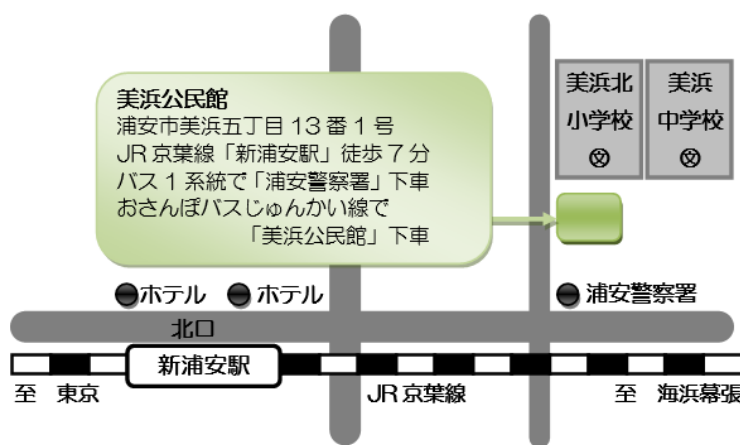 美浜公民館
浦安市美浜五丁目13番1号
JR京葉線「新浦安駅」徒歩7分
バス1系統で「浦安警察署」下車
おさんぽバスじゅんかい線で
「美浜公民館」下車
美浜北
小学校
文
美浜
中学校
文
ホテル
ホテル
浦安警察署
北口
新浦安駅
至 東京
JR京葉線
至 海浜幕張